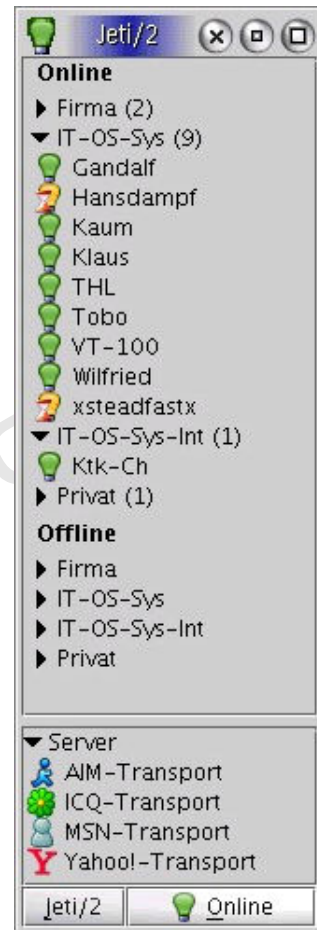 Jeti/2
Online
Firma (2)
IT-OS-Sys (9)
Gandalf
Hansdampf
Kaum
Klaus
THL
Tobo
VT-100
Wilfried
xsteadfastx
IT-OS-Sys-Int (1)
Ktk-Ch
Privat (1)
Offline
Firma
IT-OS-Sys
IT-OS-Sys-Int
Privat
Server
AIM-Transport
ICQ-Transport
MSN-Transport
Yahoo!-Transport
Jeti/2 Online